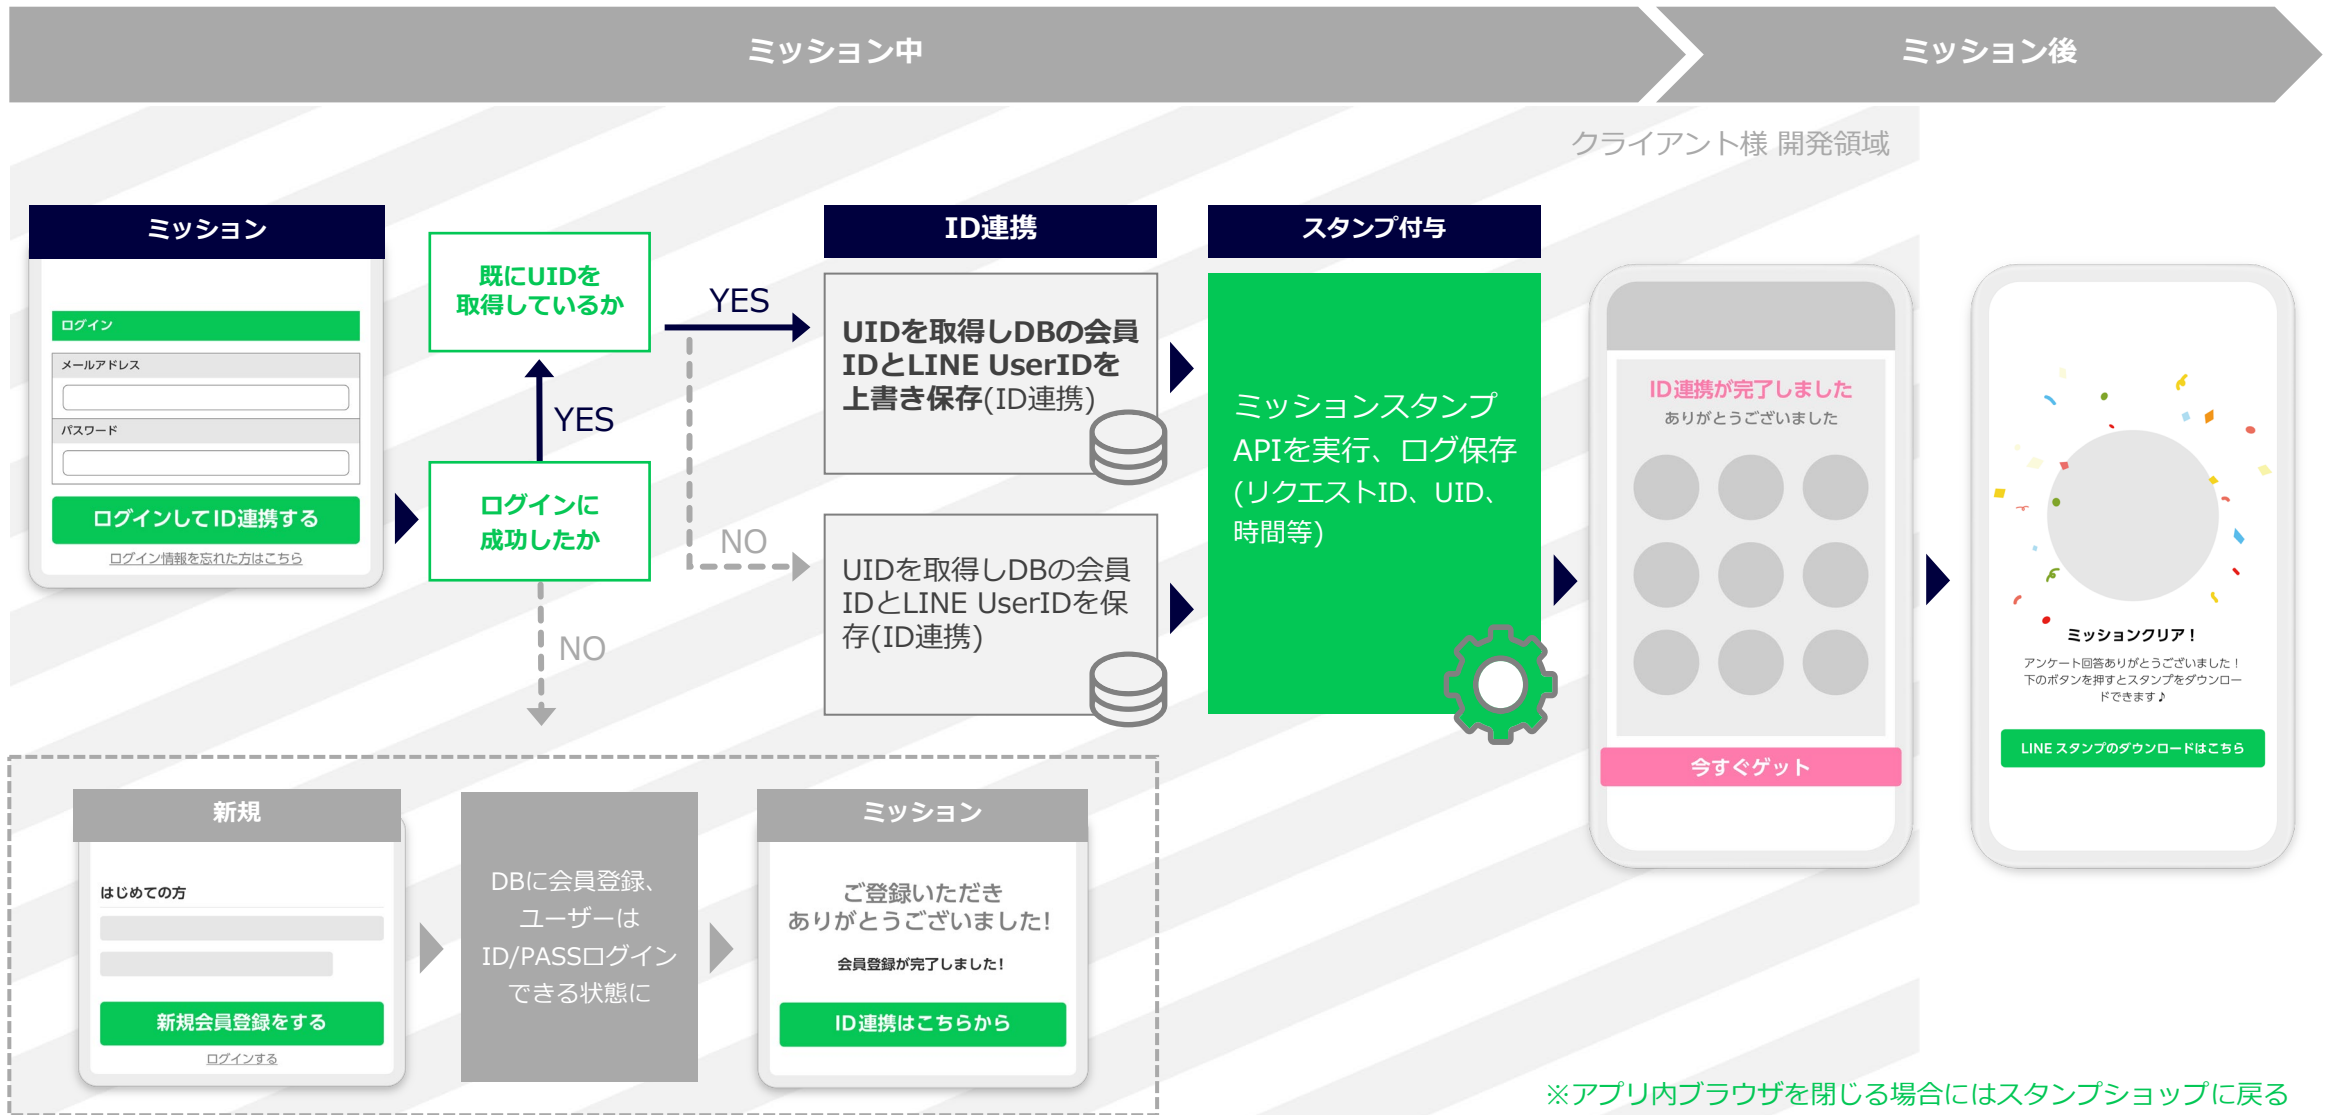 ミッション中
ミッション後
クライアント様 開発領域
ミッション
ログイン
メールアドレス
パスワード
ログインしてID連携する
ログイン情報を忘れた方はこちら
既にUIDを
取得しているか
YES
YES
ログインに
成功したか
NO
NO
ID連携
UIDを取得しDBの会員
IDとLINE UserIDを
上書き保存(ID連携)
UIDを取得しDBの会員
IDとLINE UserIDを保
存(ID連携)
スタンプ付与
ミッションスタンプ
APIを実行、ログ保存
(リクエストID、UID、
時間等)
ID連携が完了しました
ありがとうございました
今すぐゲット
ミッションクリア！
アンケート回答ありがとうございました！
下のボタンを押すとスタンプをダウンロー
ドできます♪
LINE スタンプのダウンロードはこちら
新規
はじめての方
新規会員登録をする
ログインする
DBに会員登録、
ユーザーは
ID/PASSログイン
できる状態に
ミッション
ご登録いただき
ありがとうございました!
会員登録が完了しました!
ID連携はこちらから
※アプリ内ブラウザを閉じる場合にはスタンプショップに戻る